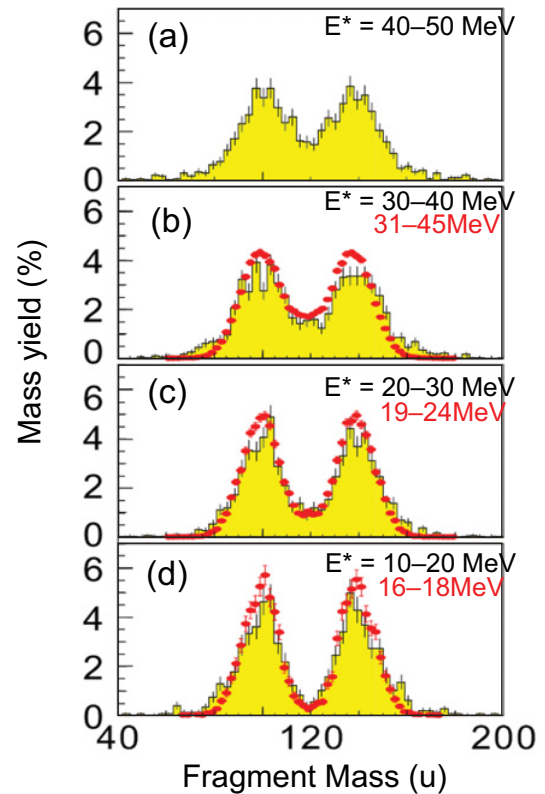 (a)
E* = 40–50 MeV
6
4
2
0
(b)
E* = 30–40 MeV
31–45MeV
6
4
2
0
Mass yield (%)
(c)
E* = 20–30 MeV
19–24MeV
6
4
2
0
(d)
E* = 10–20 MeV
16–18MeV
6
4
2
0
40
120
200
Fragment Mass (u)